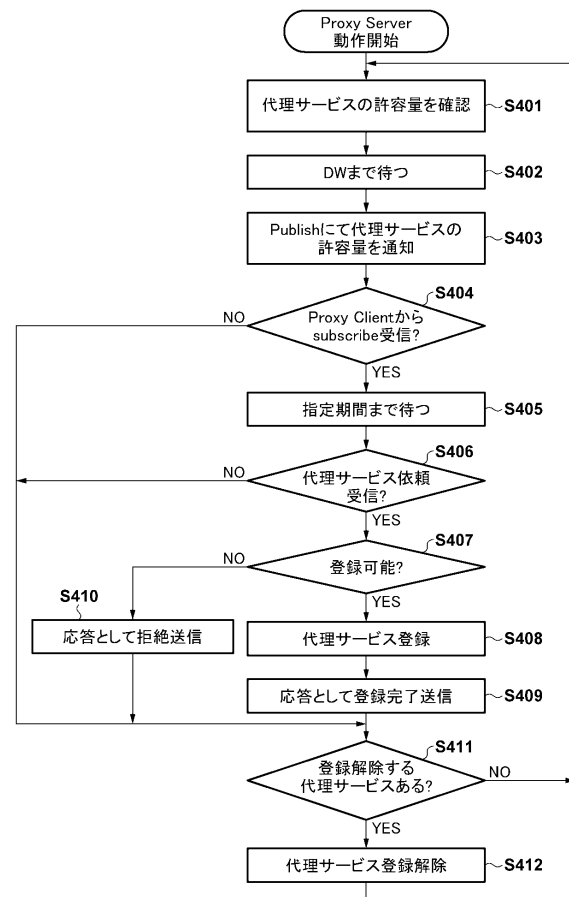 Proxy Server
動作開始
代理サービスの許容量を確認
S401
DWまで待つ
S402
Publishにて代理サービスの
許容量を通知
S403
S404
NO
Proxy Clientから
subscribe受信?
YES
指定期間まで待つ
S405
S406
NO
代理サービス依頼
受信?
YES
S407
NO
登録可能?
YES
S410
応答として拒絶送信
代理サービス登録
S408
応答として登録完了送信
S409
S411
登録解除する
代理サービスある?
NO
YES
代理サービス登録解除
S412